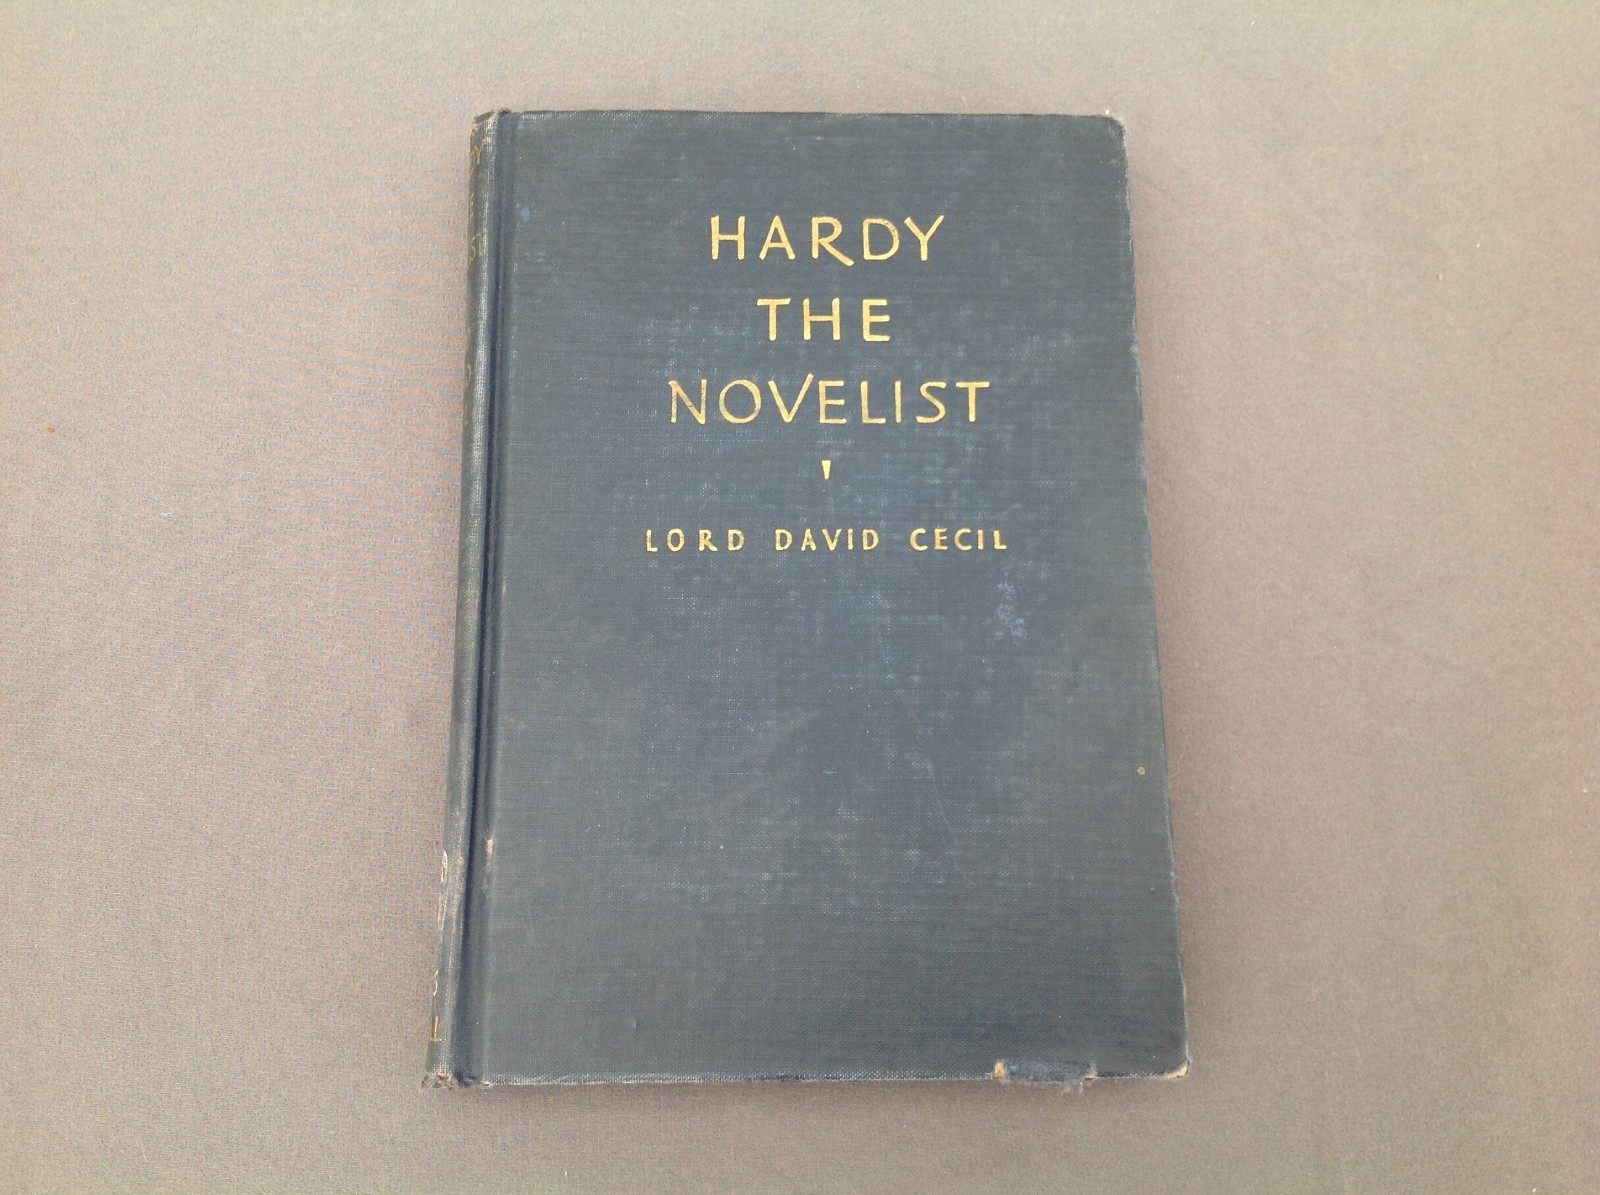 HARDY
THE
NOVELIST
LORD DAVID CECIL